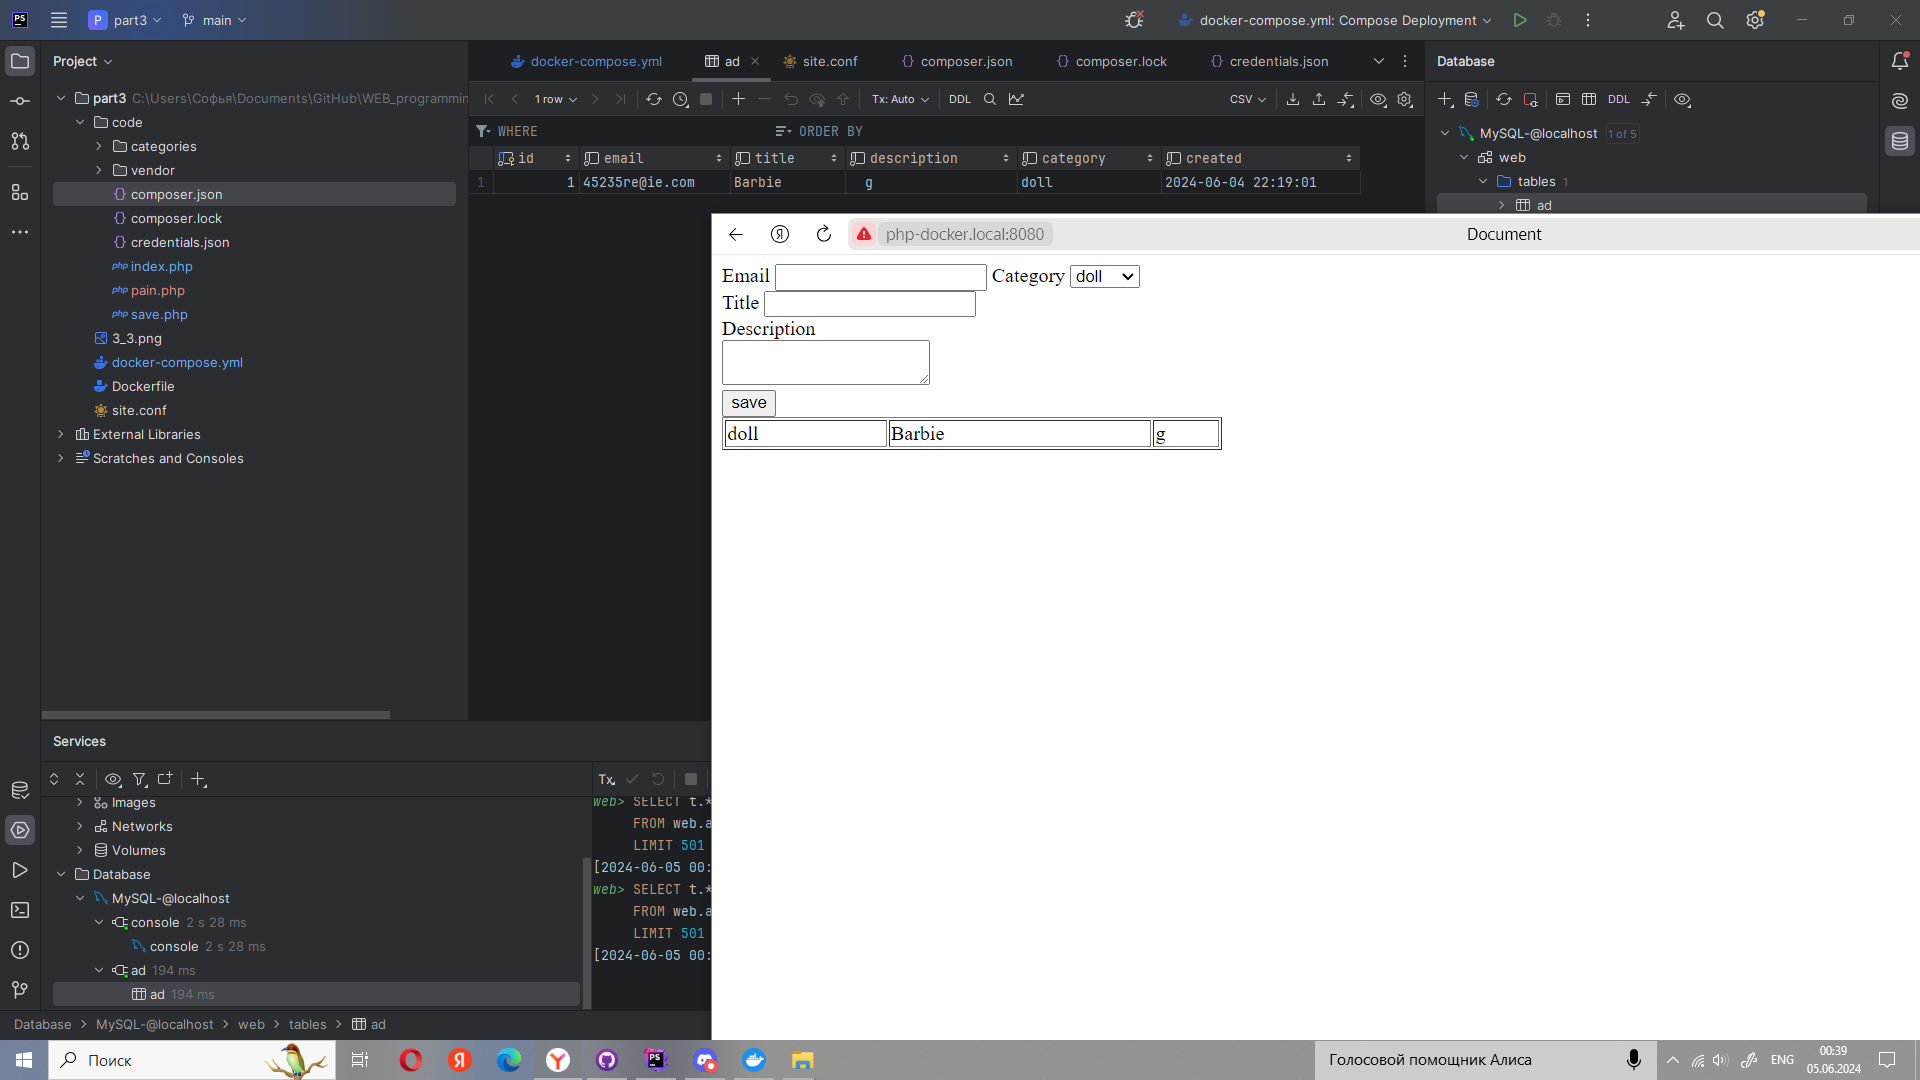 PS P part3 main docker-compose.yml: Compose Deployment
Project
part3 C:\Users\Софья\Documents\GitHub\WEB_programmin
code
categories
vendor
composer.json
composer.lock
credentials.json
php index.php
php pain.php
php save.php
3_3.png
docker-compose.yml
Dockerfile
site.conf
External Libraries
Scratches and Consoles
docker-compose.yml ad site.conf composer.json composer.lock credentials.json
1 row Tx: Auto DDL CSV
WHERE ORDER BY
id email title description category created
1 1 45235re@ie.com Barbie g doll 2024-06-04 22:19:01
Database
DDL
MySQL-@localhost 1 of 5
web
tables 1
ad
php-docker.local:8080 Document
Email Category doll
Title
Description
save
doll Barbie g
Services
Tx
Images
Networks
Volumes
Database
MySQL-@localhost
console 2 s 28 ms
console 2 s 28 ms
ad 194 ms
ad 194 ms
web> SELECT t.*
FROM web.a
LIMIT 501
[2024-06-05 00:
web> SELECT t.*
FROM web.a
LIMIT 501
[2024-06-05 00:
Database > MySQL-@localhost > web > tables > ad
Поиск
Голосовой помощник Алиса
ENG
00:39
05.06.2024